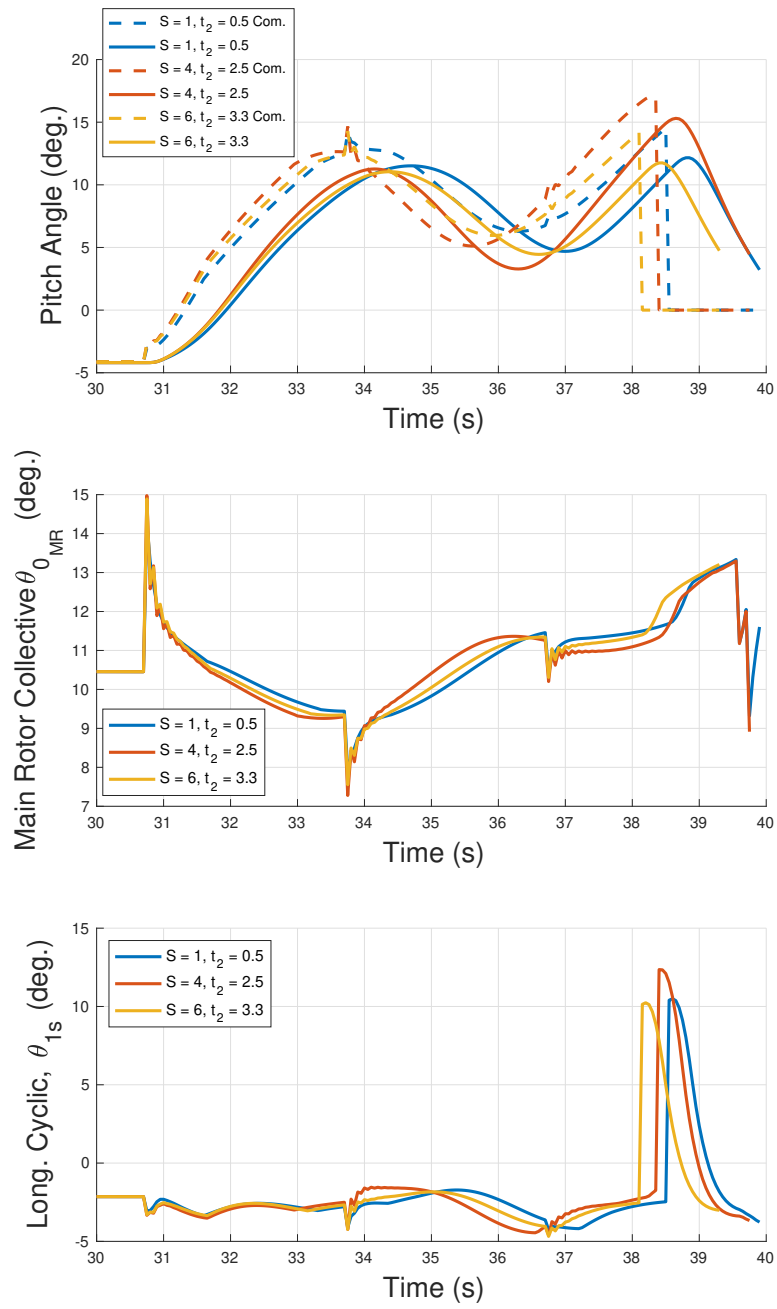 S = 1, t2 = 0.5 Com.
S = 1, t2 = 0.5
S = 4, t2 = 2.5 Com.
S = 4, t2 = 2.5
S = 6, t2 = 3.3 Com.
S = 6, t2 = 3.3
Pitch Angle (deg.)
20
15
10
5
0
-5
30 31 32 33 34 35 36 37 38 39 40
Time (s)
Main Rotor Collective θ0MR (deg.)
15
14
13
12
11
10
9
8
7
S = 1, t2 = 0.5
S = 4, t2 = 2.5
S = 6, t2 = 3.3
30 31 32 33 34 35 36 37 38 39 40
Time (s)
Long. Cyclic, θ1s (deg.)
15
10
5
0
-5
S = 1, t2 = 0.5
S = 4, t2 = 2.5
S = 6, t2 = 3.3
30 31 32 33 34 35 36 37 38 39 40
Time (s)